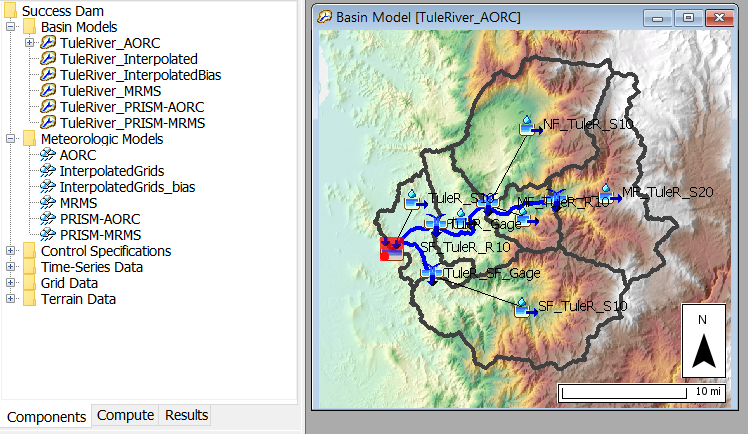 Success Dam
Basin Models
TuleRiver_AORC
TuleRiver_Interpolated
TuleRiver_InterpolatedBias
TuleRiver_MRMS
TuleRiver_PRISM-AORC
TuleRiver_PRISM-MRMS
Meteorologic Models
AORC
InterpolatedGrids
InterpolatedGrids_bias
MRMS
PRISM-AORC
PRISM-MRMS
Control Specifications
Time-Series Data
Grid Data
Terrain Data
Components Compute Results
Basin Model [TuleRiver_AORC]
NF_TuleR_S10
MF_TuleR_S20
TuleR_S10
MF_TuleR_R10
TuleR_Gage
SF_TuleR_R10
TuleR_SF_Gage
SF_TuleR_S10
N
10 mi